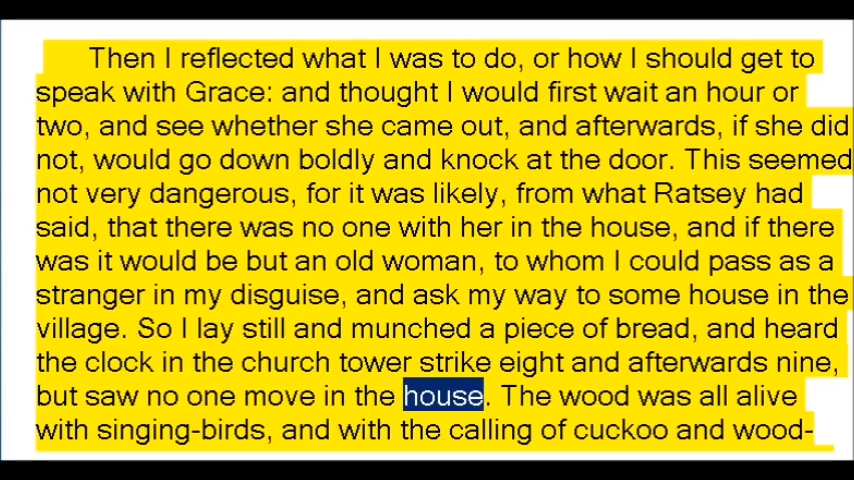 Then I reflected what I was to do, or how I should get to
speak with Grace: and thought I would first wait an hour or
two, and see whether she came out, and afterwards, if she did
not, would go down boldly and knock at the door. This seemed
not very dangerous, for it was likely, from what Ratsey had
said, that there was no one with her in the house, and if there
was it would be but an old woman, to whom I could pass as a
stranger in my disguise, and ask my way to some house in the
village. So I lay still and munched a piece of bread, and heard
the clock in the church tower strike eight and afterwards nine,
but saw no one move in the house. The wood was all alive
with singing-birds, and with the calling of cuckoo and wood-